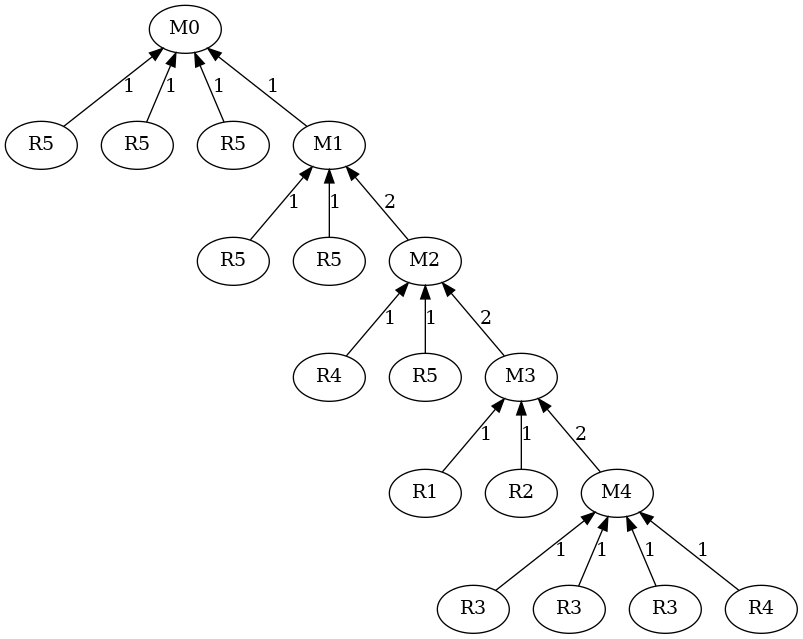 M0
1 1 1 1
R5 R5 R5 M1
1 1 2
R5 R5 M2
1 1 2
R4 R5 M3
1 1 2
R1 R2 M4
1 1 1 1
R3 R3 R3 R4